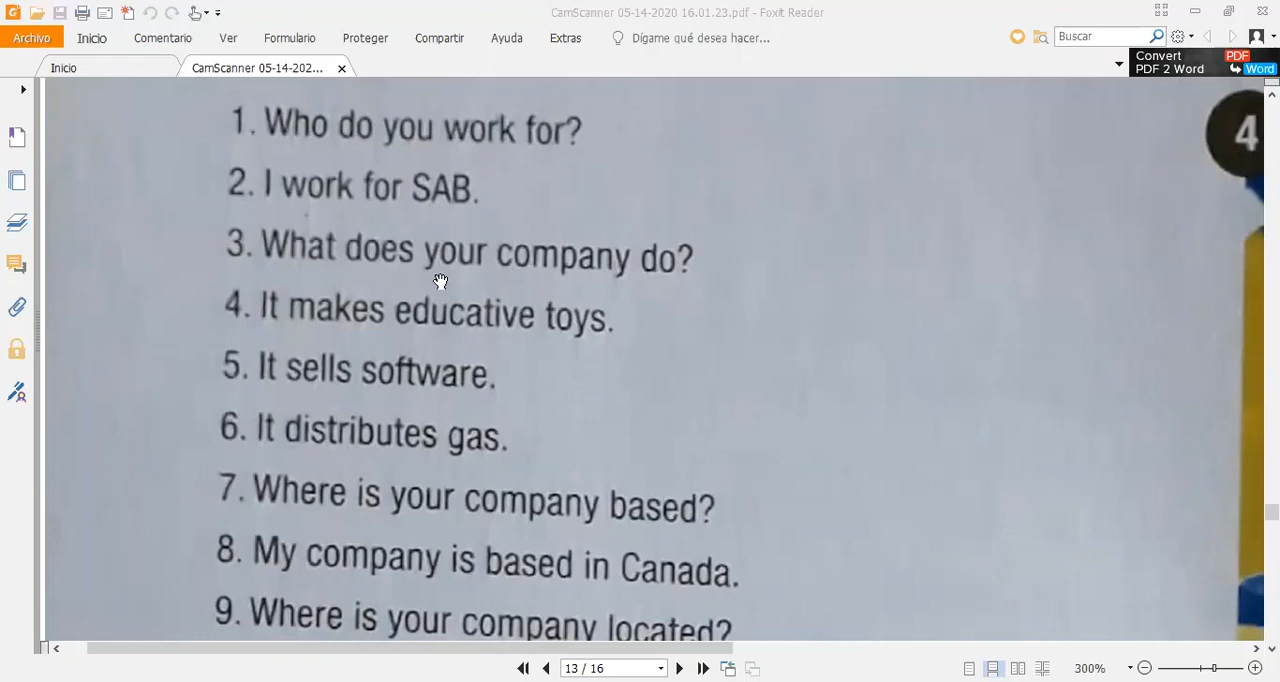 CamScanner 05-14-2020 16.01.23.pdf - Foxit Reader
Archivo Inicio Comentario Ver Formulario Proteger Compartir Ayuda Extras Dígame qué desea hacer... Buscar
Inicio CamScanner 05-14-202...
Convert PDF
PDF 2 Word Word
1. Who do you work for?
4
2. I work for SAB.
3. What does your company do?
4. It makes educative toys.
5. It sells software.
6. It distributes gas.
7. Where is your company based?
8. My company is based in Canada.
9. Where is your company located?
13 / 16 300%